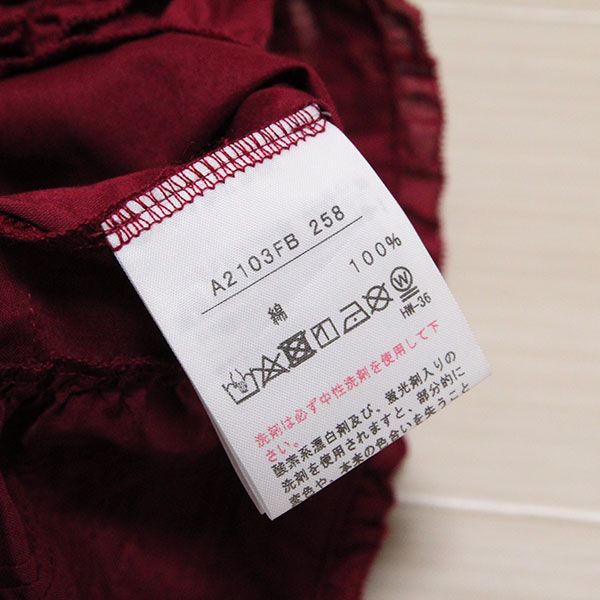 A2103FB 258
綿 100%
W
HW-36
洗剤は必ず中性洗剤を使用して下
さい。
酸素系漂白剤及び、蛍光剤入りの
洗剤を使用されますと、部分的に
変色や、本来の色合いを失うこと